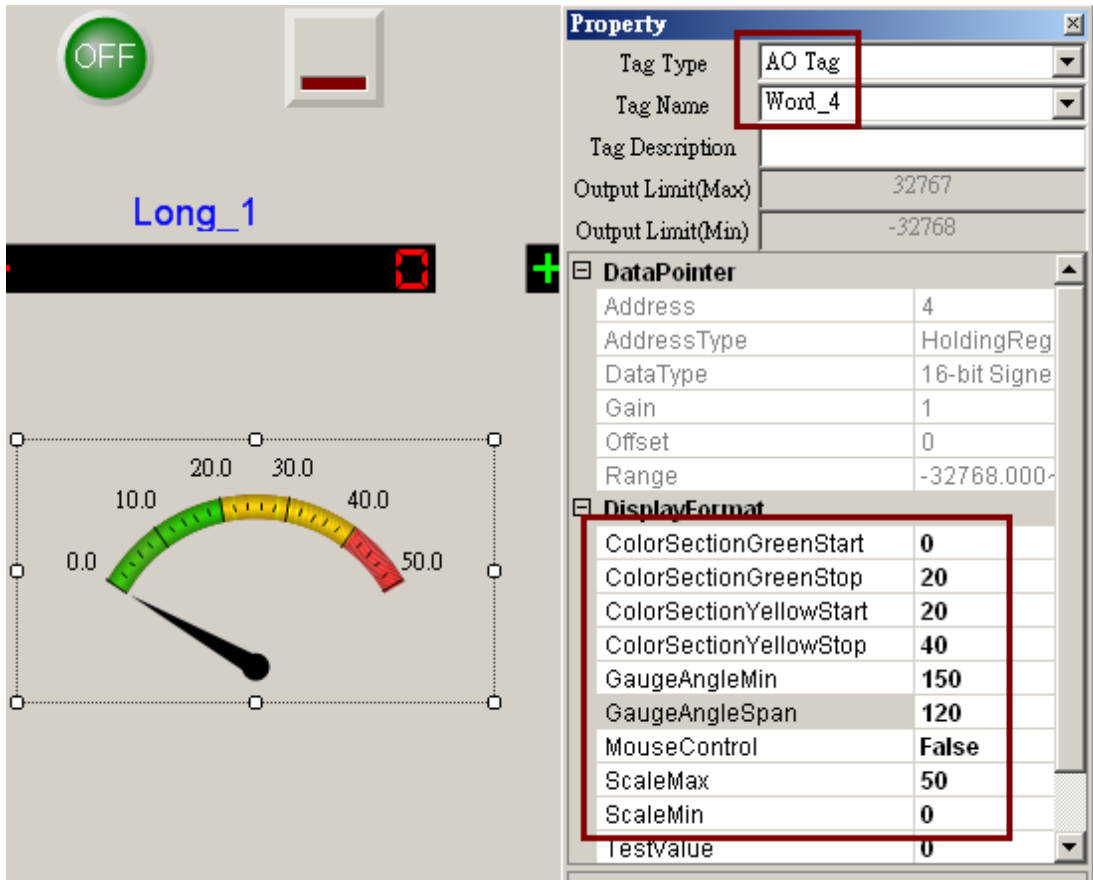 OFF
Long_1
0
+
20.0 30.0
10.0 40.0
0.0 50.0
Property
Tag Type AO Tag
Tag Name Word_4
Tag Description
Output Limit(Max) 32767
Output Limit(Min) -32768
DataPointer
Address 4
AddressType HoldingReg
DataType 16-bit Signe
Gain 1
Offset 0
Range -32768.000~
DisplayFormat
ColorSectionGreenStart 0
ColorSectionGreenStop 20
ColorSectionYellowStart 20
ColorSectionYellowStop 40
GaugeAngleMin 150
GaugeAngleSpan 120
MouseControl False
ScaleMax 50
ScaleMin 0
TestValue 0